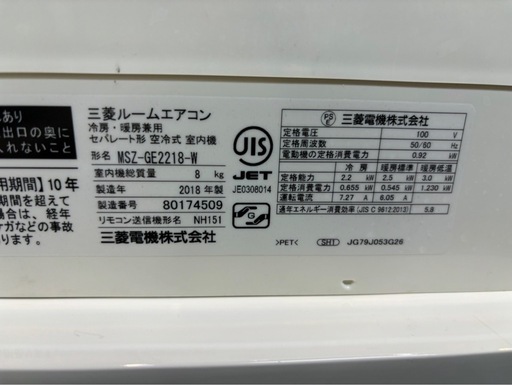 あり
出口の奥に
れないこと
用期間】10年
を超えて
場合は、経年
ケガなどの事故
三菱ルームエアコン
冷房・暖房兼用
セパレート形 空冷式 室内機
形名 MSZ-GE2218-W
室内機総質量 8 kg
製造年 2018年製
製造番号 80174509
リモコン送信機形名 NH151
三菱電機株式会社
JIS
JET
JE0308014
PS
三菱電機株式会社
定格電圧 100 V
定格周波数 50/60 Hz
電動機の定格消費電力 0.92 kW
冷房 暖房標準 暖房低温
定格能力 2.2 kW 2.5 kW 3.0 kW
定格消費電力 0.655 kW 0.545 kW 1.230 kW
運転電流 7.27 A 6.05 A
通年エネルギー消費効率(JIS C 9612:2013) 5.8
>PET< SH1 JG79J053G26